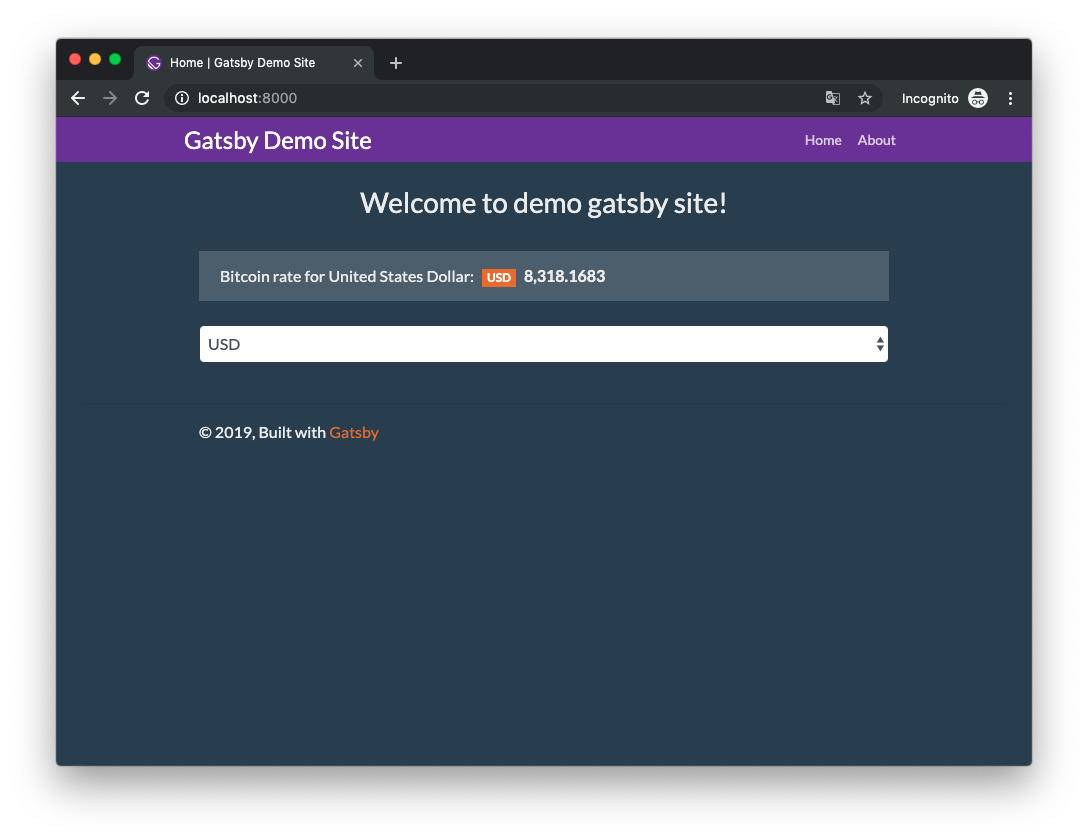 Home | Gatsby Demo Site
localhost:8000
Incognito
Gatsby Demo Site
Home About
Welcome to demo gatsby site!
Bitcoin rate for United States Dollar: USD 8,318.1683
USD
© 2019, Built with Gatsby